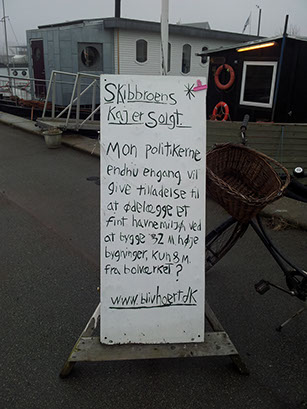 Skibbroens
Kaj er Solgt.
Mon politikerne
endnu engang vil
give tilladelse til
at ødelægge et
fint havnemiljø ved
at bygge 32 m høje
bygninger, kun 8 m.
fra bolværket?
www.blivhoert.dk